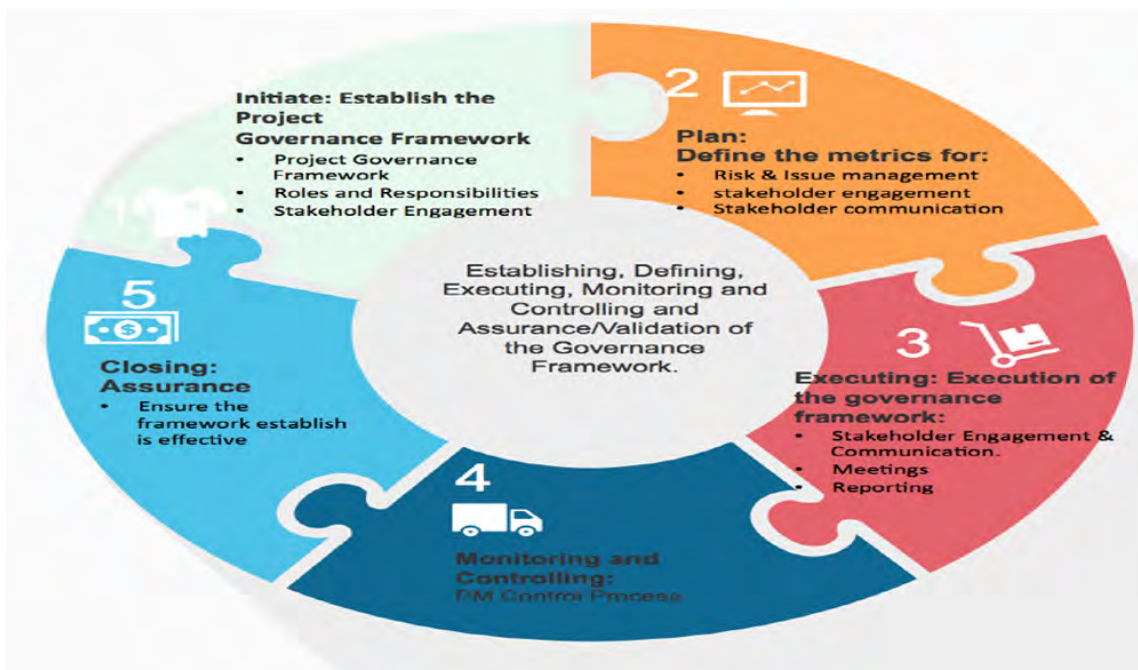 1
Initiate: Establish the
Project
Governance Framework
• Project Governance
Framework
• Roles and Responsibilities
• Stakeholder Engagement
2
Plan:
Define the metrics for:
• Risk & Issue management
• stakeholder engagement
• Stakeholder communication
3
Executing: Execution of
the governance
framework:
• Stakeholder Engagement &
Communication.
• Meetings
• Reporting
4
Monitoring and
Controlling:
PM Control Process
5
Closing:
Assurance
• Ensure the
framework establish
is effective
Establishing, Defining,
Executing, Monitoring and
Controlling and
Assurance/Validation of
the Governance
Framework.